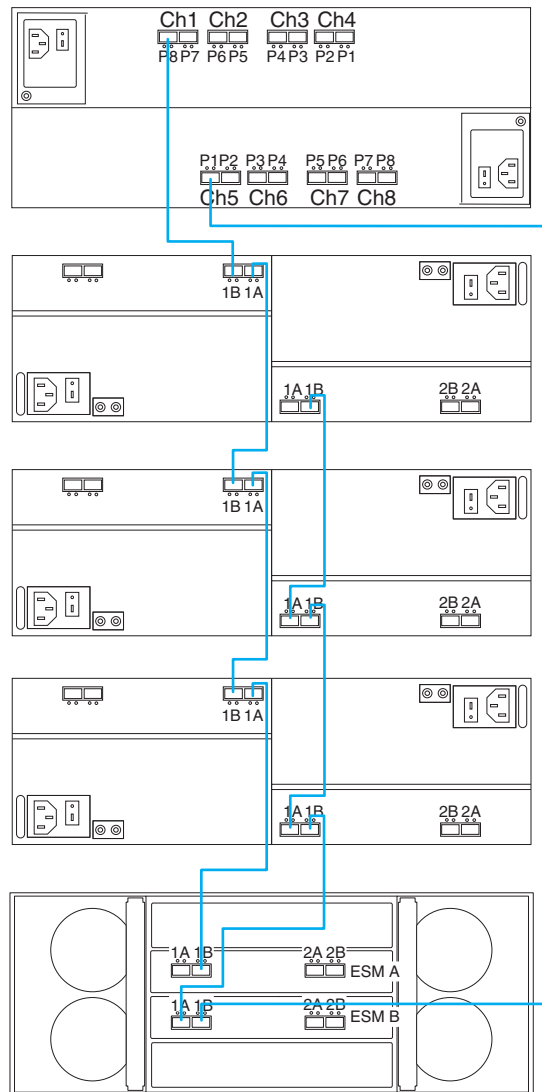 Ch1 Ch2 Ch3 Ch4
P8 P7 P6 P5 P4 P3 P2 P1
P1 P2 P3 P4 P5 P6 P7 P8
Ch5 Ch6 Ch7 Ch8
1B 1A
1A 1B 2B 2A
1B 1A
1A 1B 2B 2A
1B 1A
1A 1B 2B 2A
1A 1B 2A 2B
ESM A
1A 1B 2A 2B
ESM B